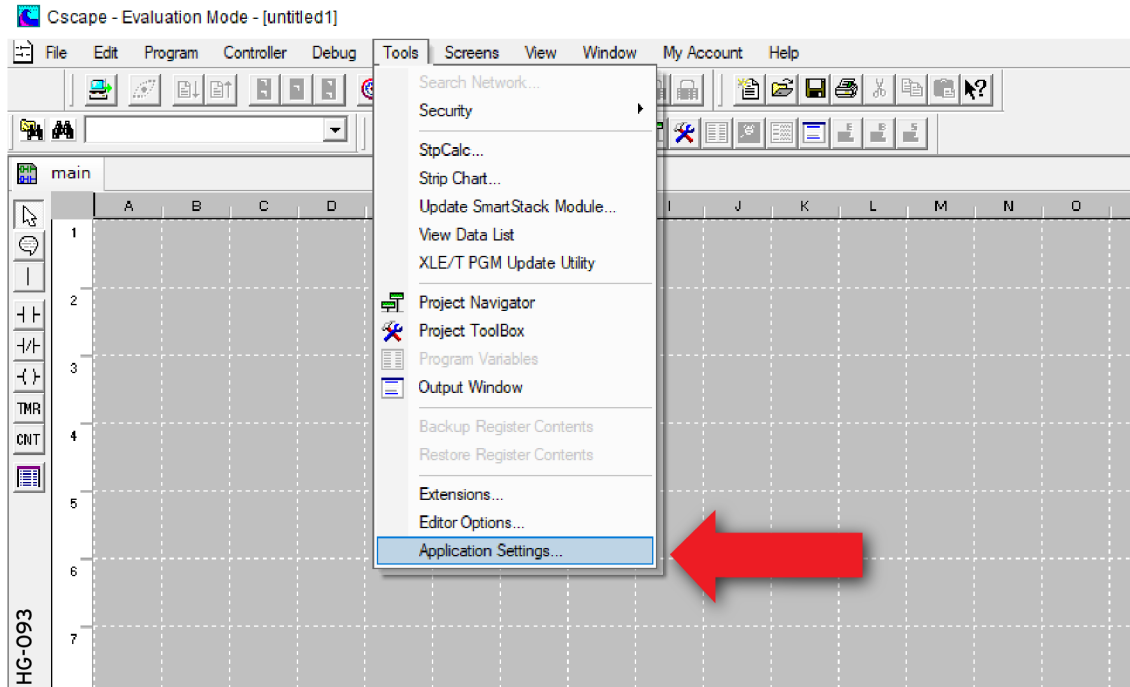 Cscape - Evaluation Mode - [untitled1]
File Edit Program Controller Debug Tools Screens View Window My Account Help
Search Network...
Security
StpCalc...
Strip Chart...
Update SmartStack Module...
View Data List
XLE/T PGM Update Utility
Project Navigator
Project ToolBox
Program Variables
Output Window
Backup Register Contents
Restore Register Contents
Extensions...
Editor Options...
Application Settings...
main
A B C D I J K L M N O
1
2
3
4
5
6
7
TMR
CNT
HG-093